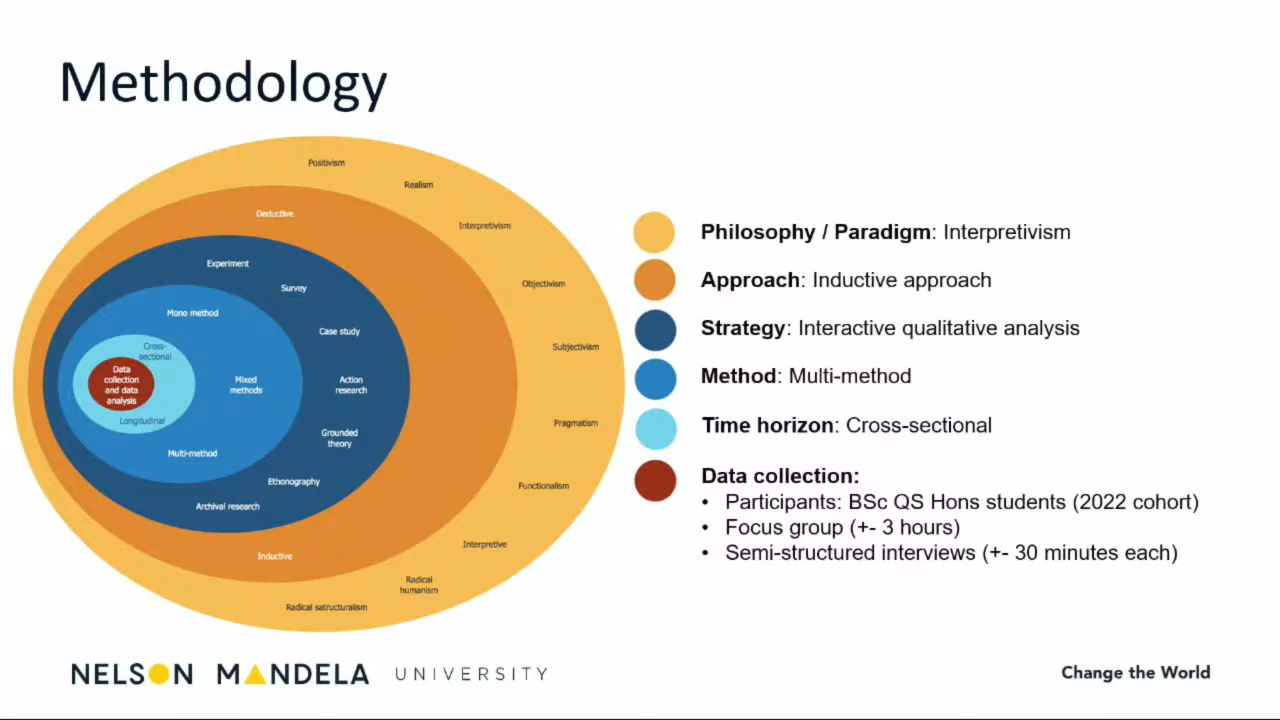 Methodology
Positivism
Realism
Interpretivism
Objectivism
Subjectivism
Pragmatism
Functionalism
Interpretive
Radical
humanism
Radical satructuralism
Deductive
Inductive
Experiment
Survey
Case study
Action
research
Grounded
theory
Ethonography
Archival research
Mono method
Mixed
methods
Multi-method
Cross-
sectional
Longitudinal
Data
collection
and data
analysis
Philosophy / Paradigm: Interpretivism
Approach: Inductive approach
Strategy: Interactive qualitative analysis
Method: Multi-method
Time horizon: Cross-sectional
Data collection:
• Participants: BSc QS Hons students (2022 cohort)
• Focus group (+- 3 hours)
• Semi-structured interviews (+- 30 minutes each)
NELSON MANDELA UNIVERSITY
Change the World